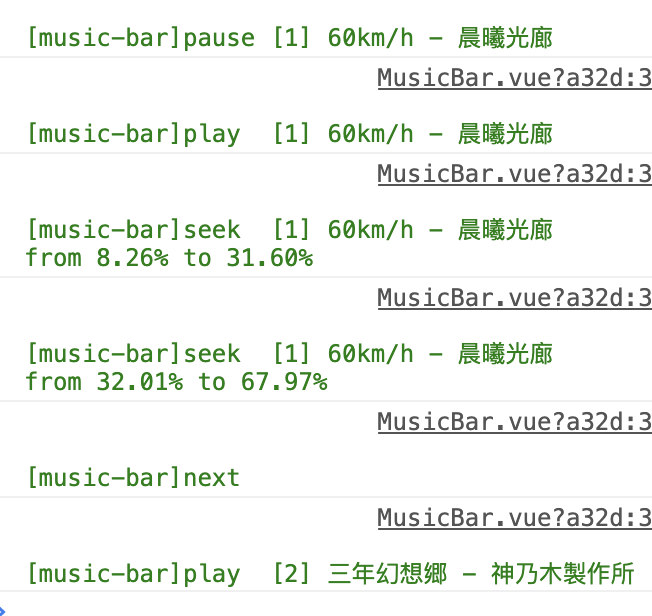 [music-bar]pause [1] 60km/h - 晨曦光廊
MusicBar.vue?a32d:3
[music-bar]play  [1] 60km/h - 晨曦光廊
MusicBar.vue?a32d:3
[music-bar]seek  [1] 60km/h - 晨曦光廊
from 8.26% to 31.60%
MusicBar.vue?a32d:3
[music-bar]seek  [1] 60km/h - 晨曦光廊
from 32.01% to 67.97%
MusicBar.vue?a32d:3
[music-bar]next
MusicBar.vue?a32d:3
[music-bar]play  [2] 三年幻想郷 - 神乃木製作所